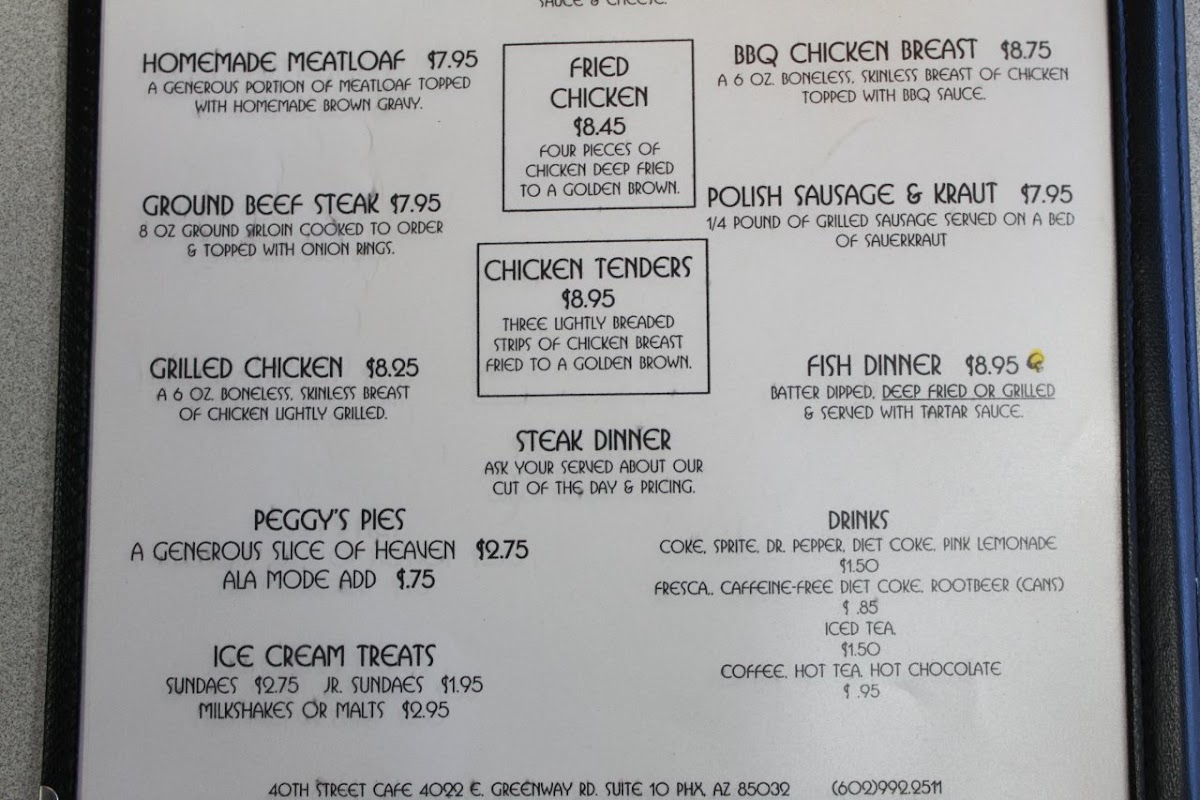 SAUCE & CHEESE.
HOMEMADE MEATLOAF $7.95
A GENEROUS PORTION OF MEATLOAF TOPPED
WITH HOMEMADE BROWN GRAVY.
FRIED
CHICKEN
$8.45
FOUR PIECES OF
CHICKEN DEEP FRIED
TO A GOLDEN BROWN.
BBQ CHICKEN BREAST $8.75
A 6 OZ. BONELESS, SKINLESS BREAST OF CHICKEN
TOPPED WITH BBQ SAUCE.
GROUND BEEF STEAK $7.95
8 OZ GROUND SIRLOIN COOKED TO ORDER
& TOPPED WITH ONION RINGS.
POLISH SAUSAGE & KRAUT $7.95
1/4 POUND OF GRILLED SAUSAGE SERVED ON A BED
OF SAUERKRAUT
CHICKEN TENDERS
$8.95
THREE LIGHTLY BREADED
STRIPS OF CHICKEN BREAST
FRIED TO A GOLDEN BROWN.
GRILLED CHICKEN $8.25
A 6 OZ. BONELESS, SKINLESS BREAST
OF CHICKEN LIGHTLY GRILLED.
FISH DINNER $8.95
BATTER DIPPED, DEEP FRIED OR GRILLED
& SERVED WITH TARTAR SAUCE.
STEAK DINNER
ASK YOUR SERVED ABOUT OUR
CUT OF THE DAY & PRICING.
PEGGY'S PIES
A GENEROUS SLICE OF HEAVEN $2.75
ALA MODE ADD $.75
DRINKS
COKE, SPRITE, DR. PEPPER, DIET COKE, PINK LEMONADE
$1.50
FRESCA,. CAFFEINE-FREE DIET COKE, ROOTBEER (CANS)
$ .85
ICED TEA.
$1.50
COFFEE, HOT TEA, HOT CHOCOLATE
$ .95
ICE CREAM TREATS
SUNDAES $2.75 JR. SUNDAES $1.95
MILKSHAKES OR MALTS $2.95
40TH STREET CAFE 4022 E. GREENWAY RD. SUITE 10 PHX, AZ 85032 (602)992.2511